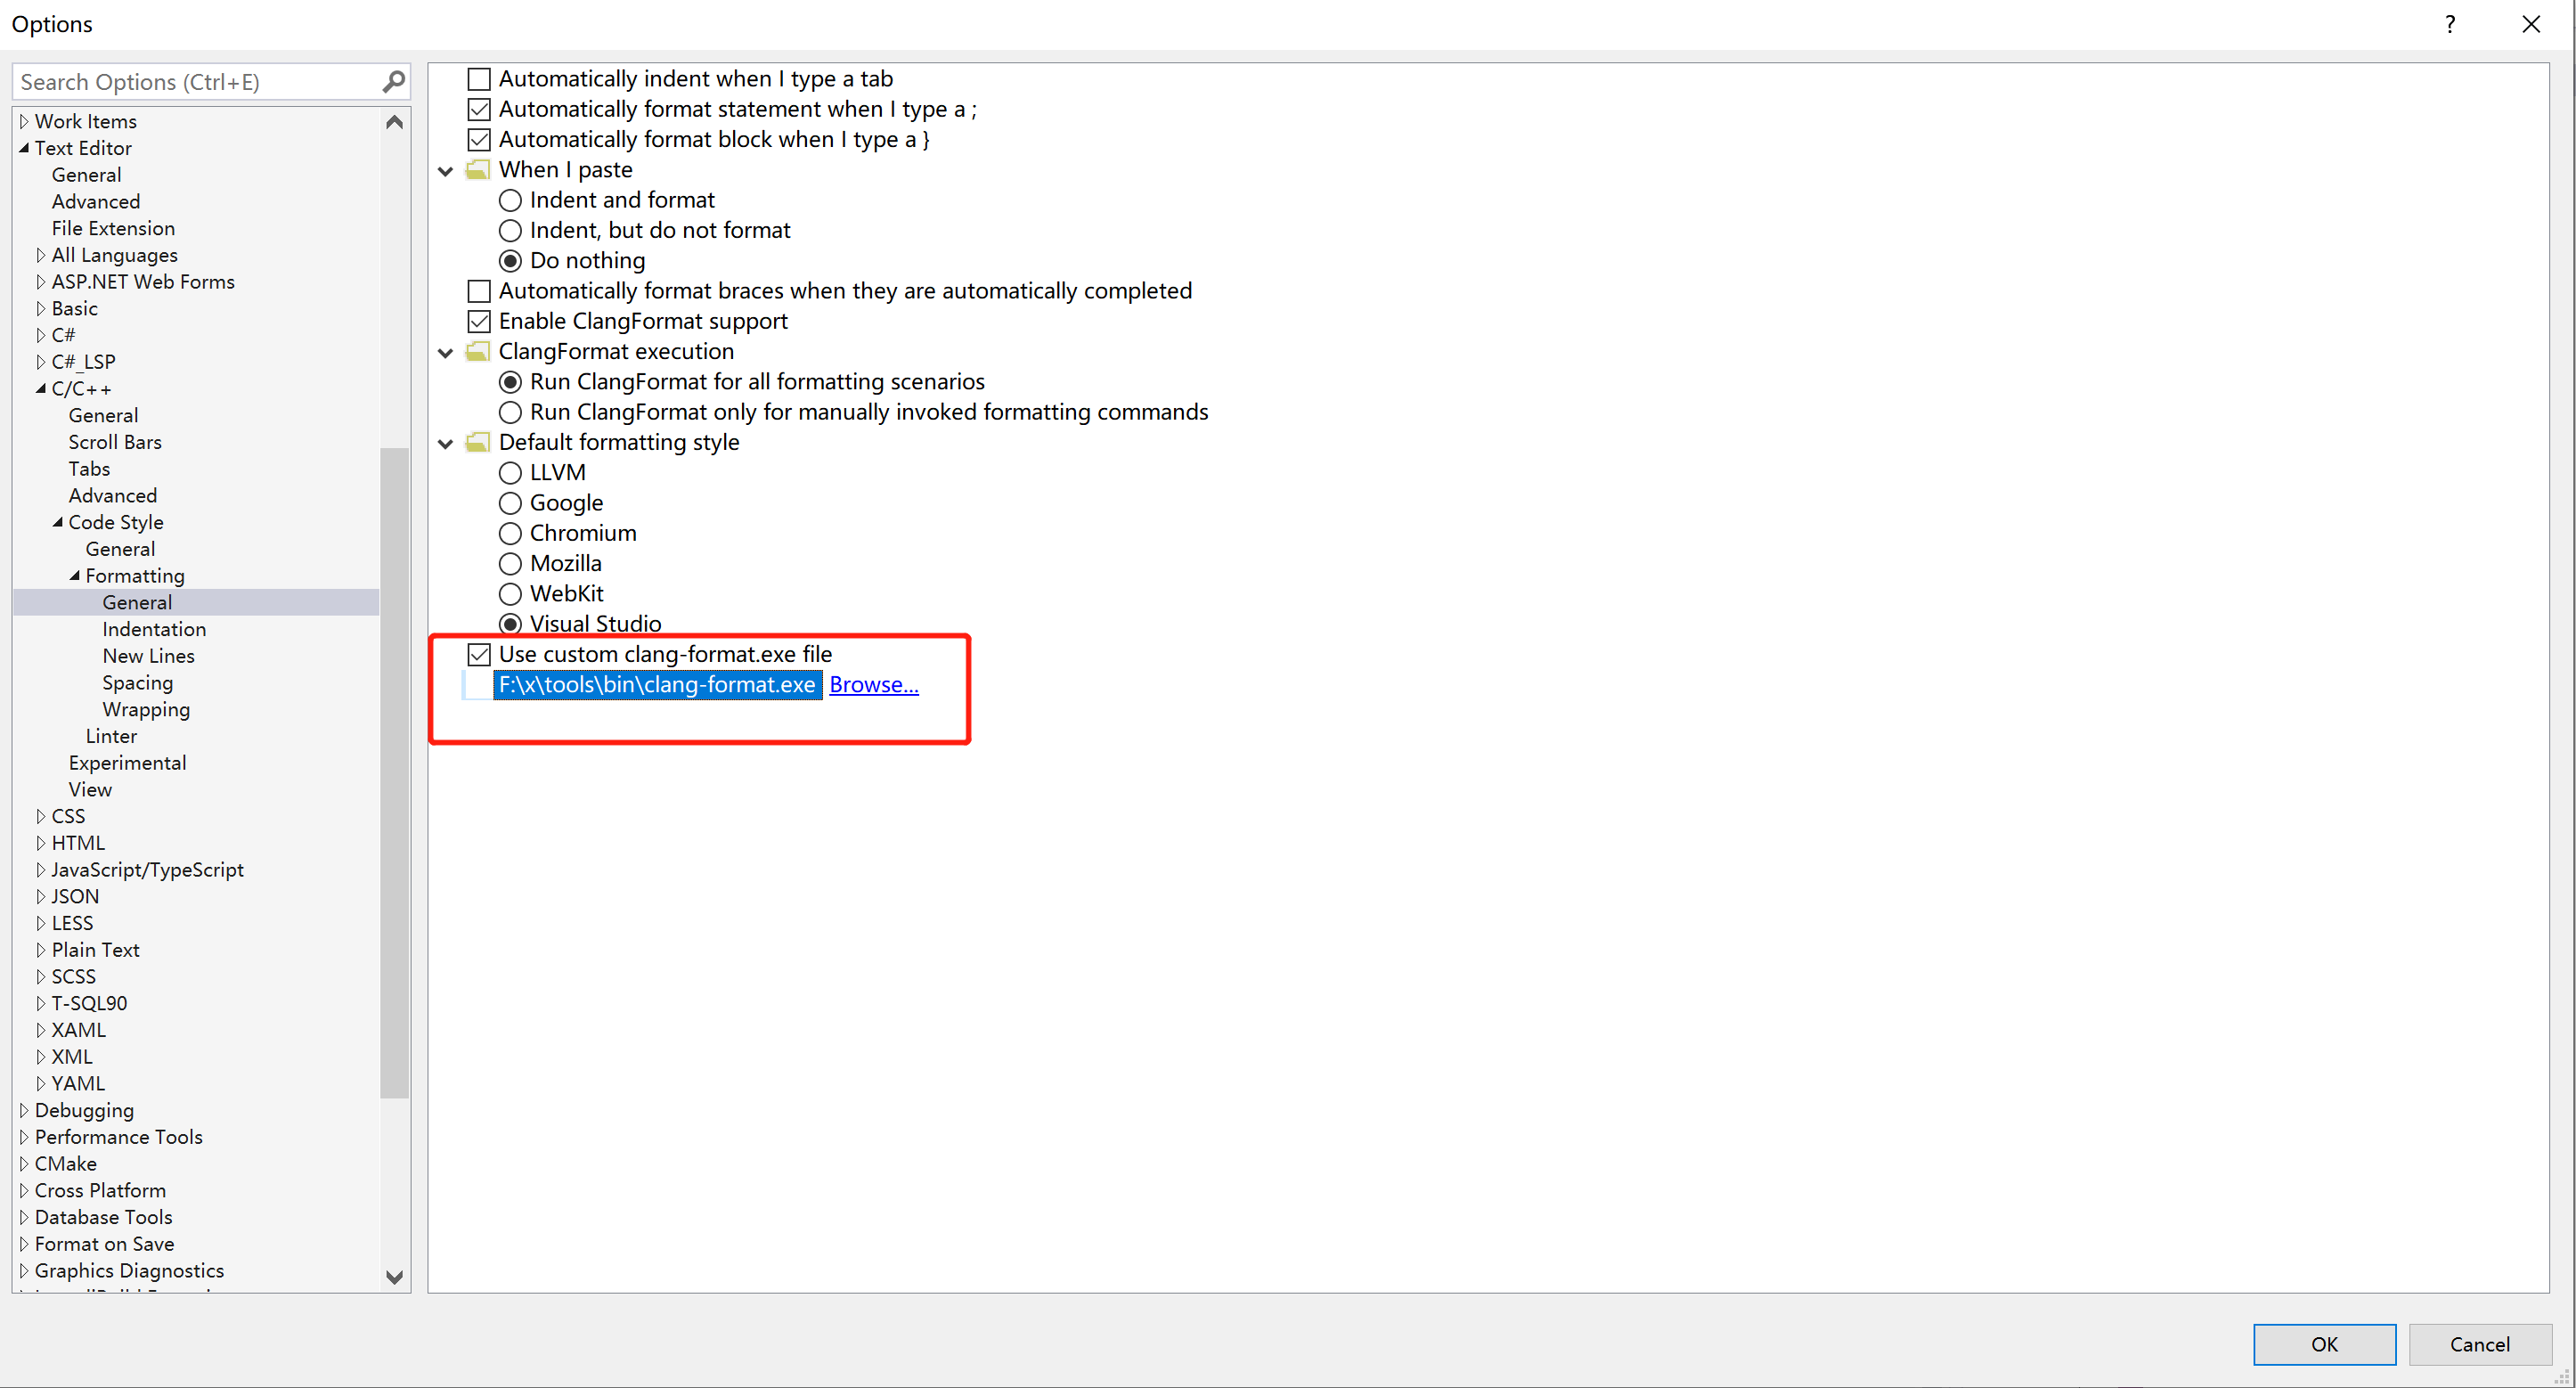 Options
?
Search Options (Ctrl+E)
Work Items
Text Editor
General
Advanced
File Extension
All Languages
ASP.NET Web Forms
Basic
C#
C#_LSP
C/C++
General
Scroll Bars
Tabs
Advanced
Code Style
General
Formatting
General
Indentation
New Lines
Spacing
Wrapping
Linter
Experimental
View
CSS
HTML
JavaScript/TypeScript
JSON
LESS
Plain Text
SCSS
T-SQL90
XAML
XML
YAML
Debugging
Performance Tools
CMake
Cross Platform
Database Tools
Format on Save
Graphics Diagnostics
Automatically indent when I type a tab
Automatically format statement when I type a ;
Automatically format block when I type a }
When I paste
Indent and format
Indent, but do not format
Do nothing
Automatically format braces when they are automatically completed
Enable ClangFormat support
ClangFormat execution
Run ClangFormat for all formatting scenarios
Run ClangFormat only for manually invoked formatting commands
Default formatting style
LLVM
Google
Chromium
Mozilla
WebKit
Visual Studio
Use custom clang-format.exe file
F:\x\tools\bin\clang-format.exe Browse...
OK
Cancel